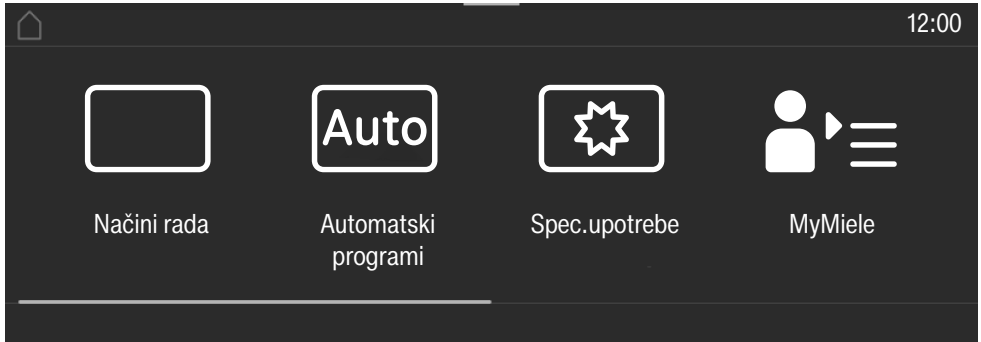 12:00
Auto
Načini rada
Automatski
programi
Spec.upotrebe
MyMiele